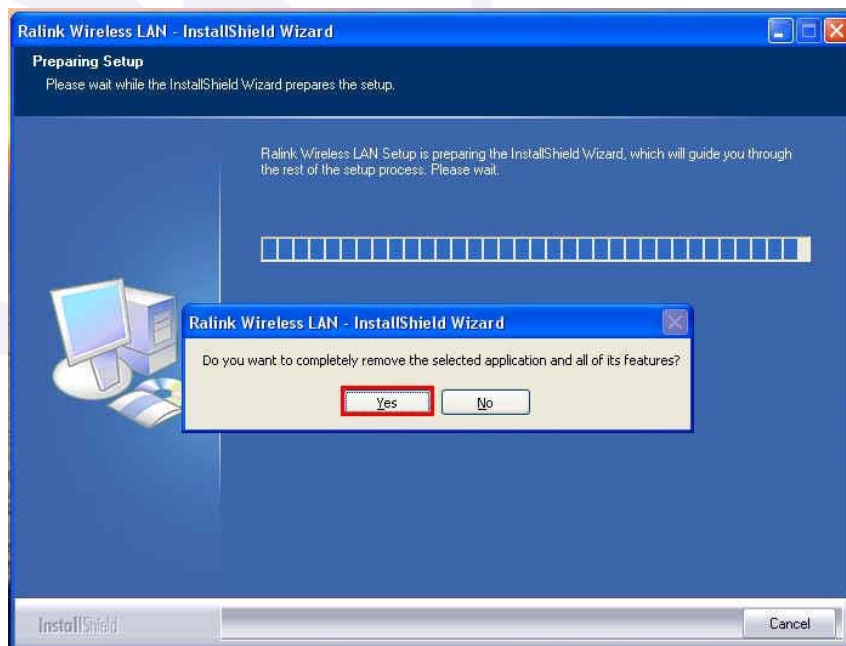 Ralink Wireless LAN - InstallShield Wizard
Preparing Setup
Please wait while the InstallShield Wizard prepares the setup.
Ralink Wireless LAN Setup is preparing the InstallShield Wizard, which will guide you through
the rest of the setup process. Please wait.
Ralink Wireless LAN - InstallShield Wizard
Do you want to completely remove the selected application and all of its features?
Yes No
InstallShield
Cancel